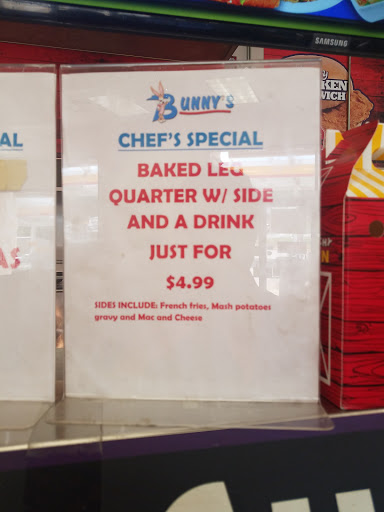 SAMSUNG
BUNNY'S
CHEF'S SPECIAL
BAKED LEG
QUARTER W/ SIDE
AND A DRINK
JUST FOR
$4.99
SIDES INCLUDE: French fries, Mash potatoes
gravy and Mac and Cheese